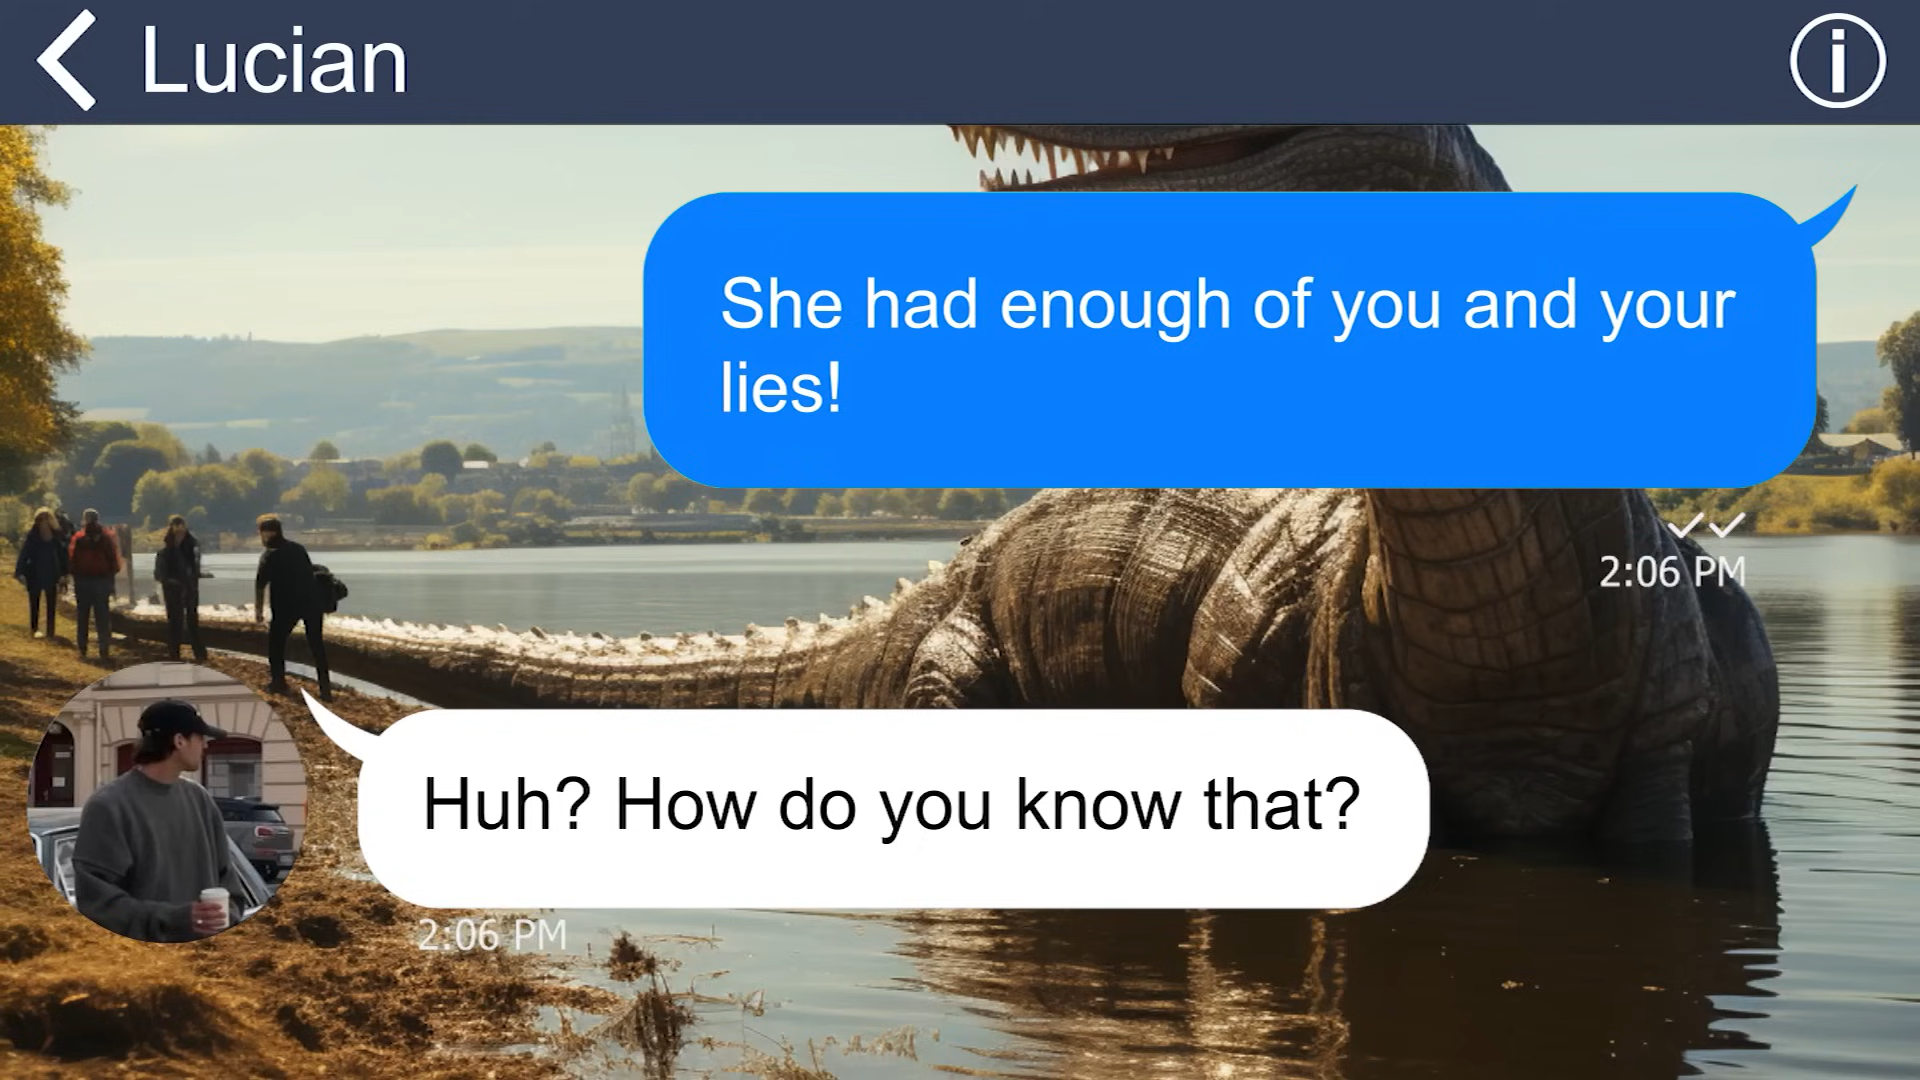 Lucian
She had enough of you and your
lies!
2:06 PM
Huh? How do you know that?
2:06 PM